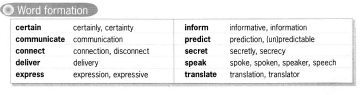 Word formation
certain certainly, certainty inform informative, information
communicate communication predict prediction, (un)predictable
connect connection, disconnect secret secretly, secrecy
deliver delivery speak spoke, spoken, speaker, speech
express expression, expressive translate translation, translator